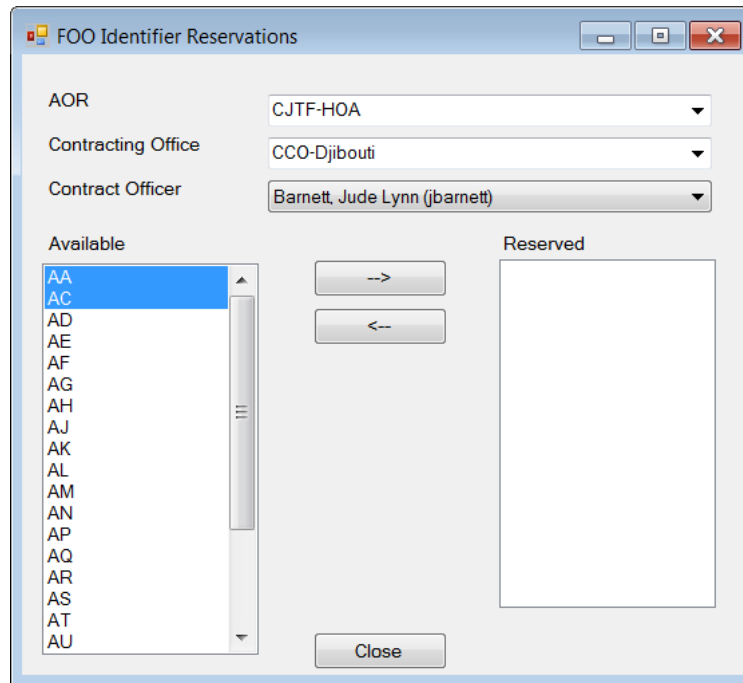 FOO Identifier Reservations
AOR
CJTF-HOA
Contracting Office
CCO-Djibouti
Contract Officer
Barnett, Jude Lynn (jbarnett)
Available
Reserved
AA
AC
AD
AE
AF
AG
AH
AJ
AK
AL
AM
AN
AP
AQ
AR
AS
AT
AU
-->
<--
Close